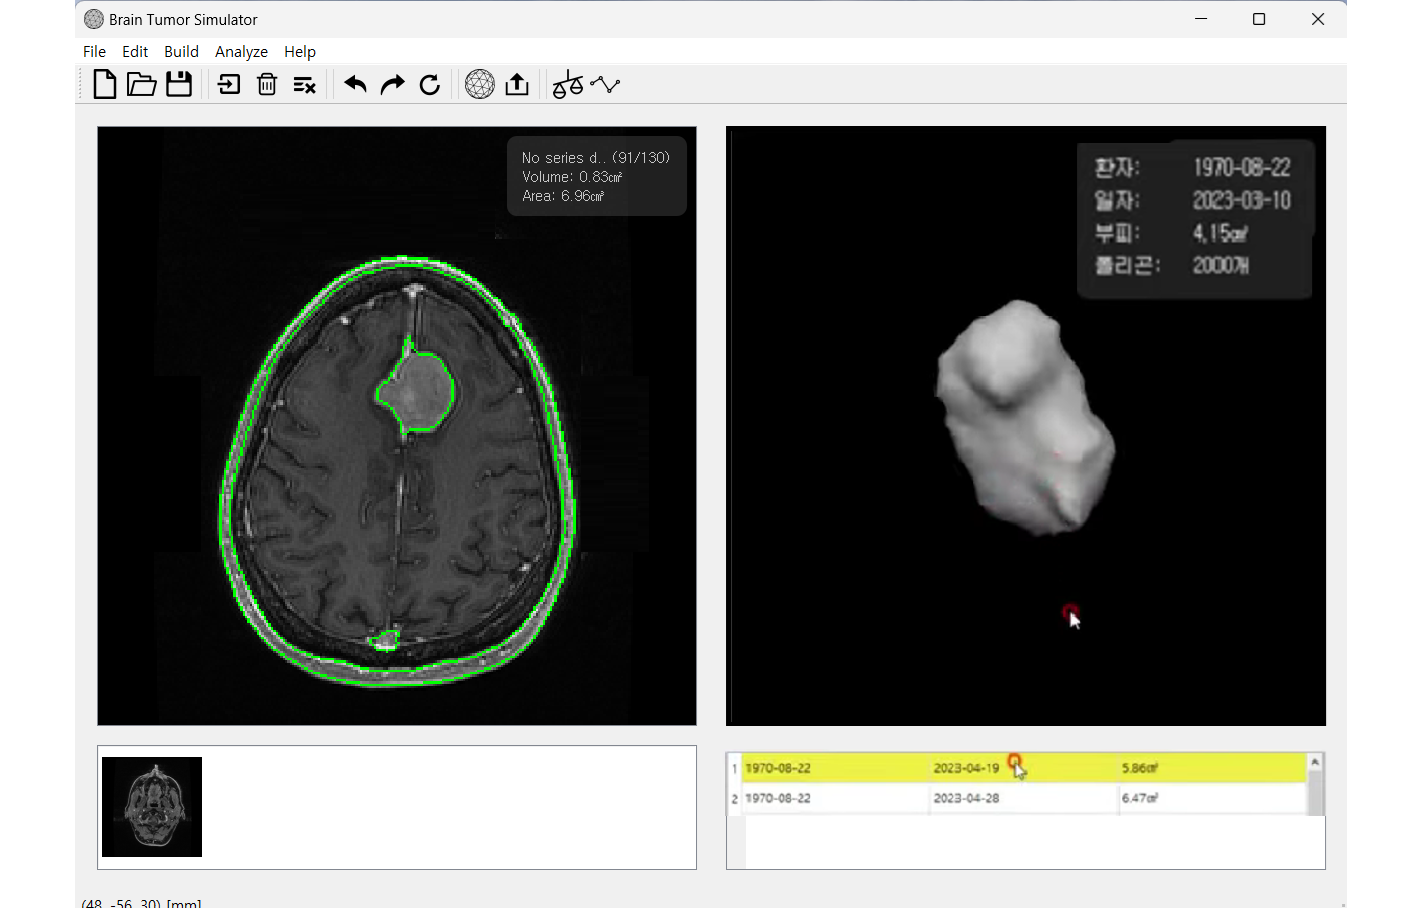 Brain Tumor Simulator
File Edit Build Analyze Help
No series d.. (91/130)
Volume: 0.83㎤
Area: 6.96㎠
환자: 1970-08-22
일자: 2023-03-10
부피: 4.15㎤
폴리곤: 2000개
1 1970-08-22 2023-04-19 5.86㎤
2 1970-08-22 2023-04-28 6.47㎤
(48, -56, 30) [mm]